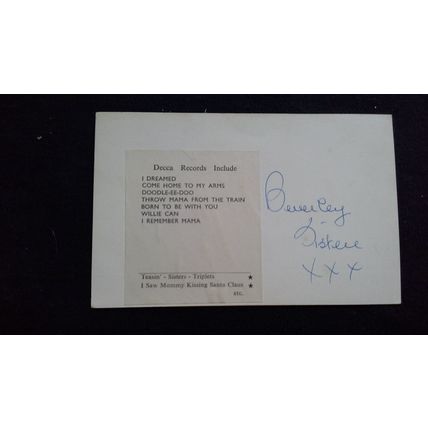 Decca Records Include
I DREAMED
COME HOME TO MY ARMS
DOODLE-EE-DOO
THROW MAMA FROM THE TRAIN
BORN TO BE WITH YOU
WILLIE CAN
I REMEMBER MAMA
Teasin' - Sisters - Triplets ★
I Saw Mommy Kissing Santa Claus ★
etc.
Beverley
Sisters
x x x